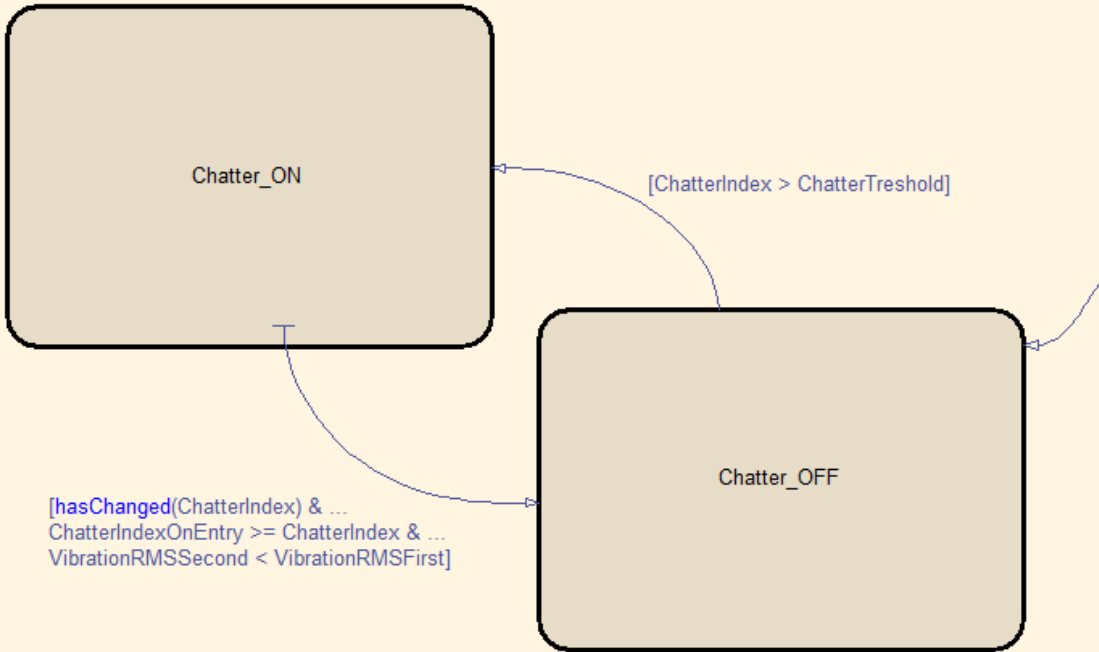 Chatter_ON
[ChatterIndex > ChatterTreshold]
Chatter_OFF
[hasChanged(ChatterIndex) & ...
ChatterIndexOnEntry >= ChatterIndex & ...
VibrationRMSSecond < VibrationRMSFirst]